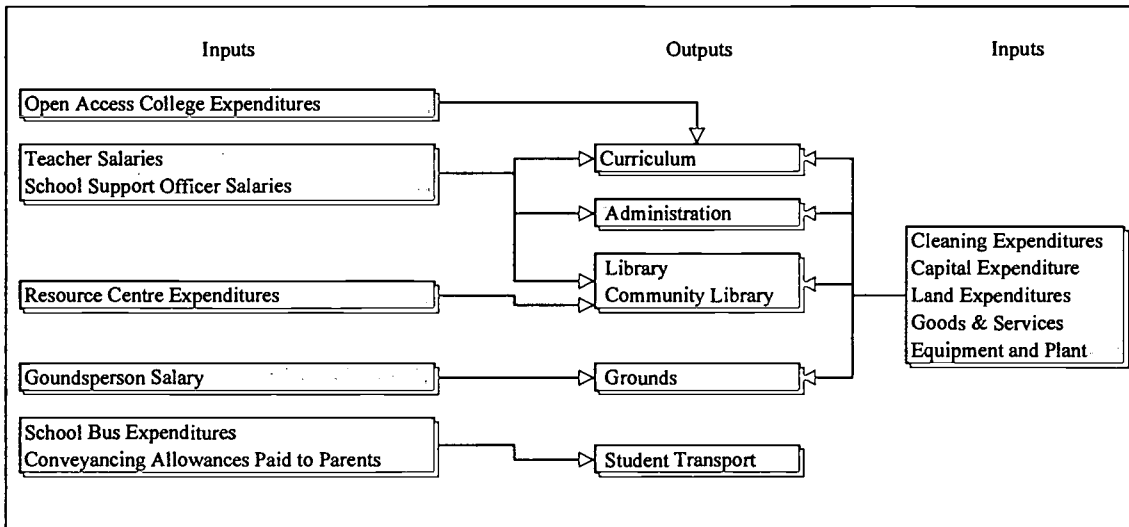 Inputs
Outputs
Inputs
Open Access College Expenditures
Teacher Salaries
School Support Officer Salaries
Curriculum
Administration
Library
Community Library
Resource Centre Expenditures
Cleaning Expenditures
Capital Expenditure
Land Expenditures
Goods & Services
Equipment and Plant
Goundsperson Salary
Grounds
School Bus Expenditures
Conveyancing Allowances Paid to Parents
Student Transport